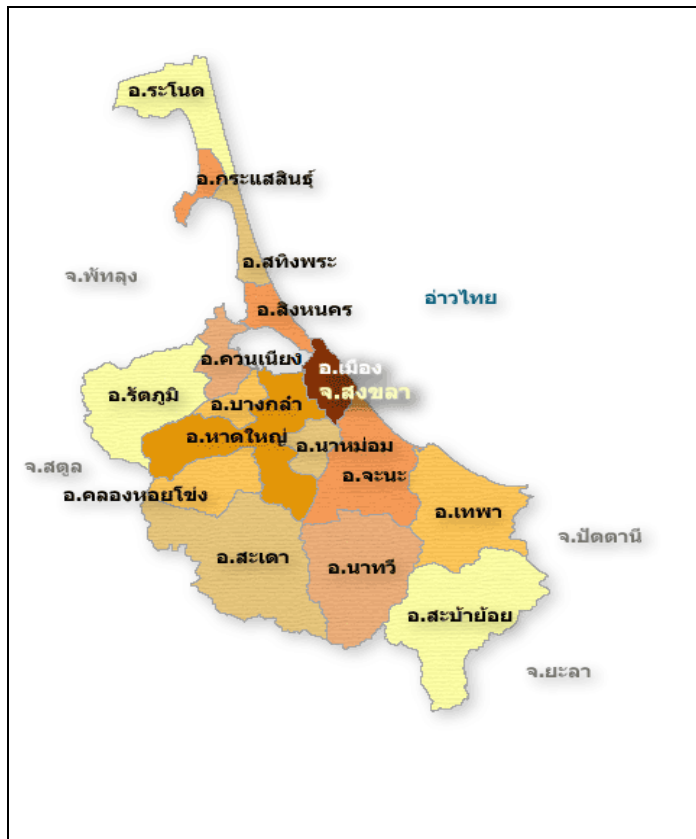 อ.ระโนด
อ.กระแสสินธุ์
อ.สทิงพระ
จ.พัทลุง
อ่าวไทย
อ.สิงหนคร
อ.ควนเนียง
อ.เมือง
จ.สงขลา
อ.รัตภูมิ
อ.บางกล่ำ
อ.หาดใหญ่
อ.นาหม่อม
จ.สตูล
อ.จะนะ
อ.คลองหอยโข่ง
อ.เทพา
จ.ปัตตานี
อ.สะเดา
อ.นาทวี
อ.สะบ้าย้อย
จ.ยะลา